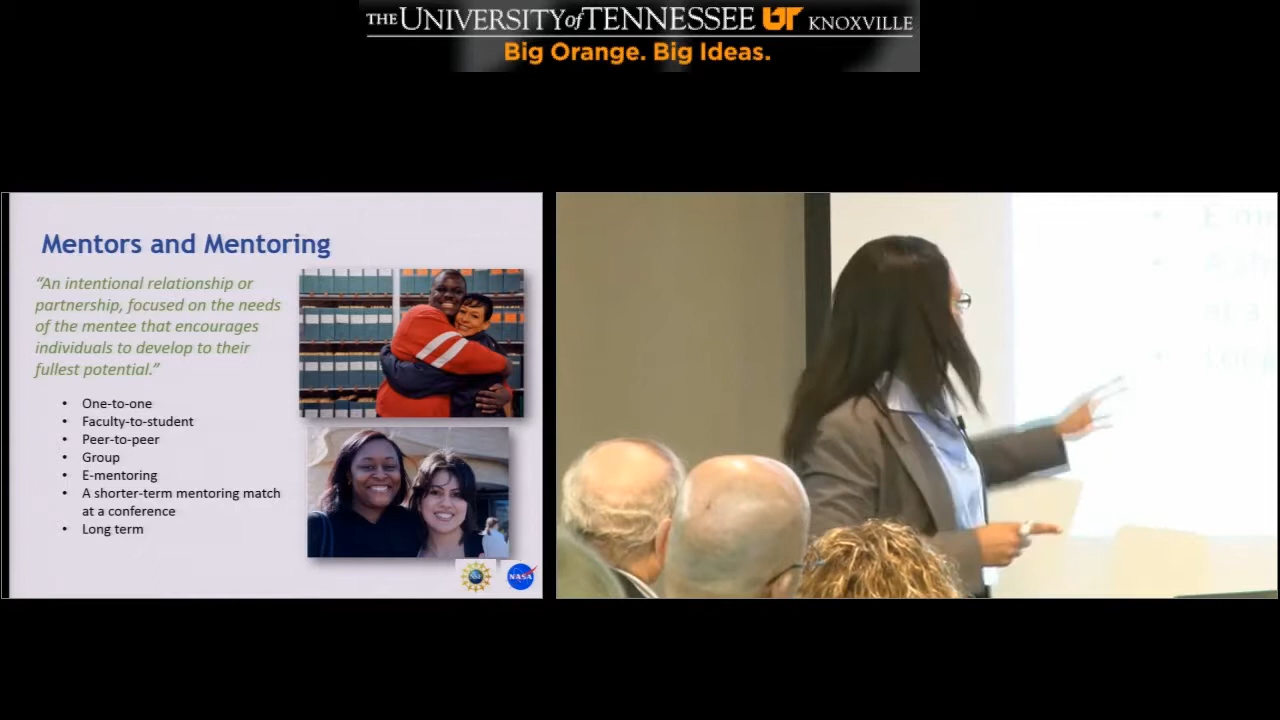 THE UNIVERSITY of TENNESSEE UT KNOXVILLE
Big Orange. Big Ideas.
Mentors and Mentoring
“An intentional relationship or
partnership, focused on the needs
of the mentee that encourages
individuals to develop to their
fullest potential.”
• One-to-one
• Faculty-to-student
• Peer-to-peer
• Group
• E-mentoring
• A shorter-term mentoring match
at a conference
• Long term
NSF
NASA